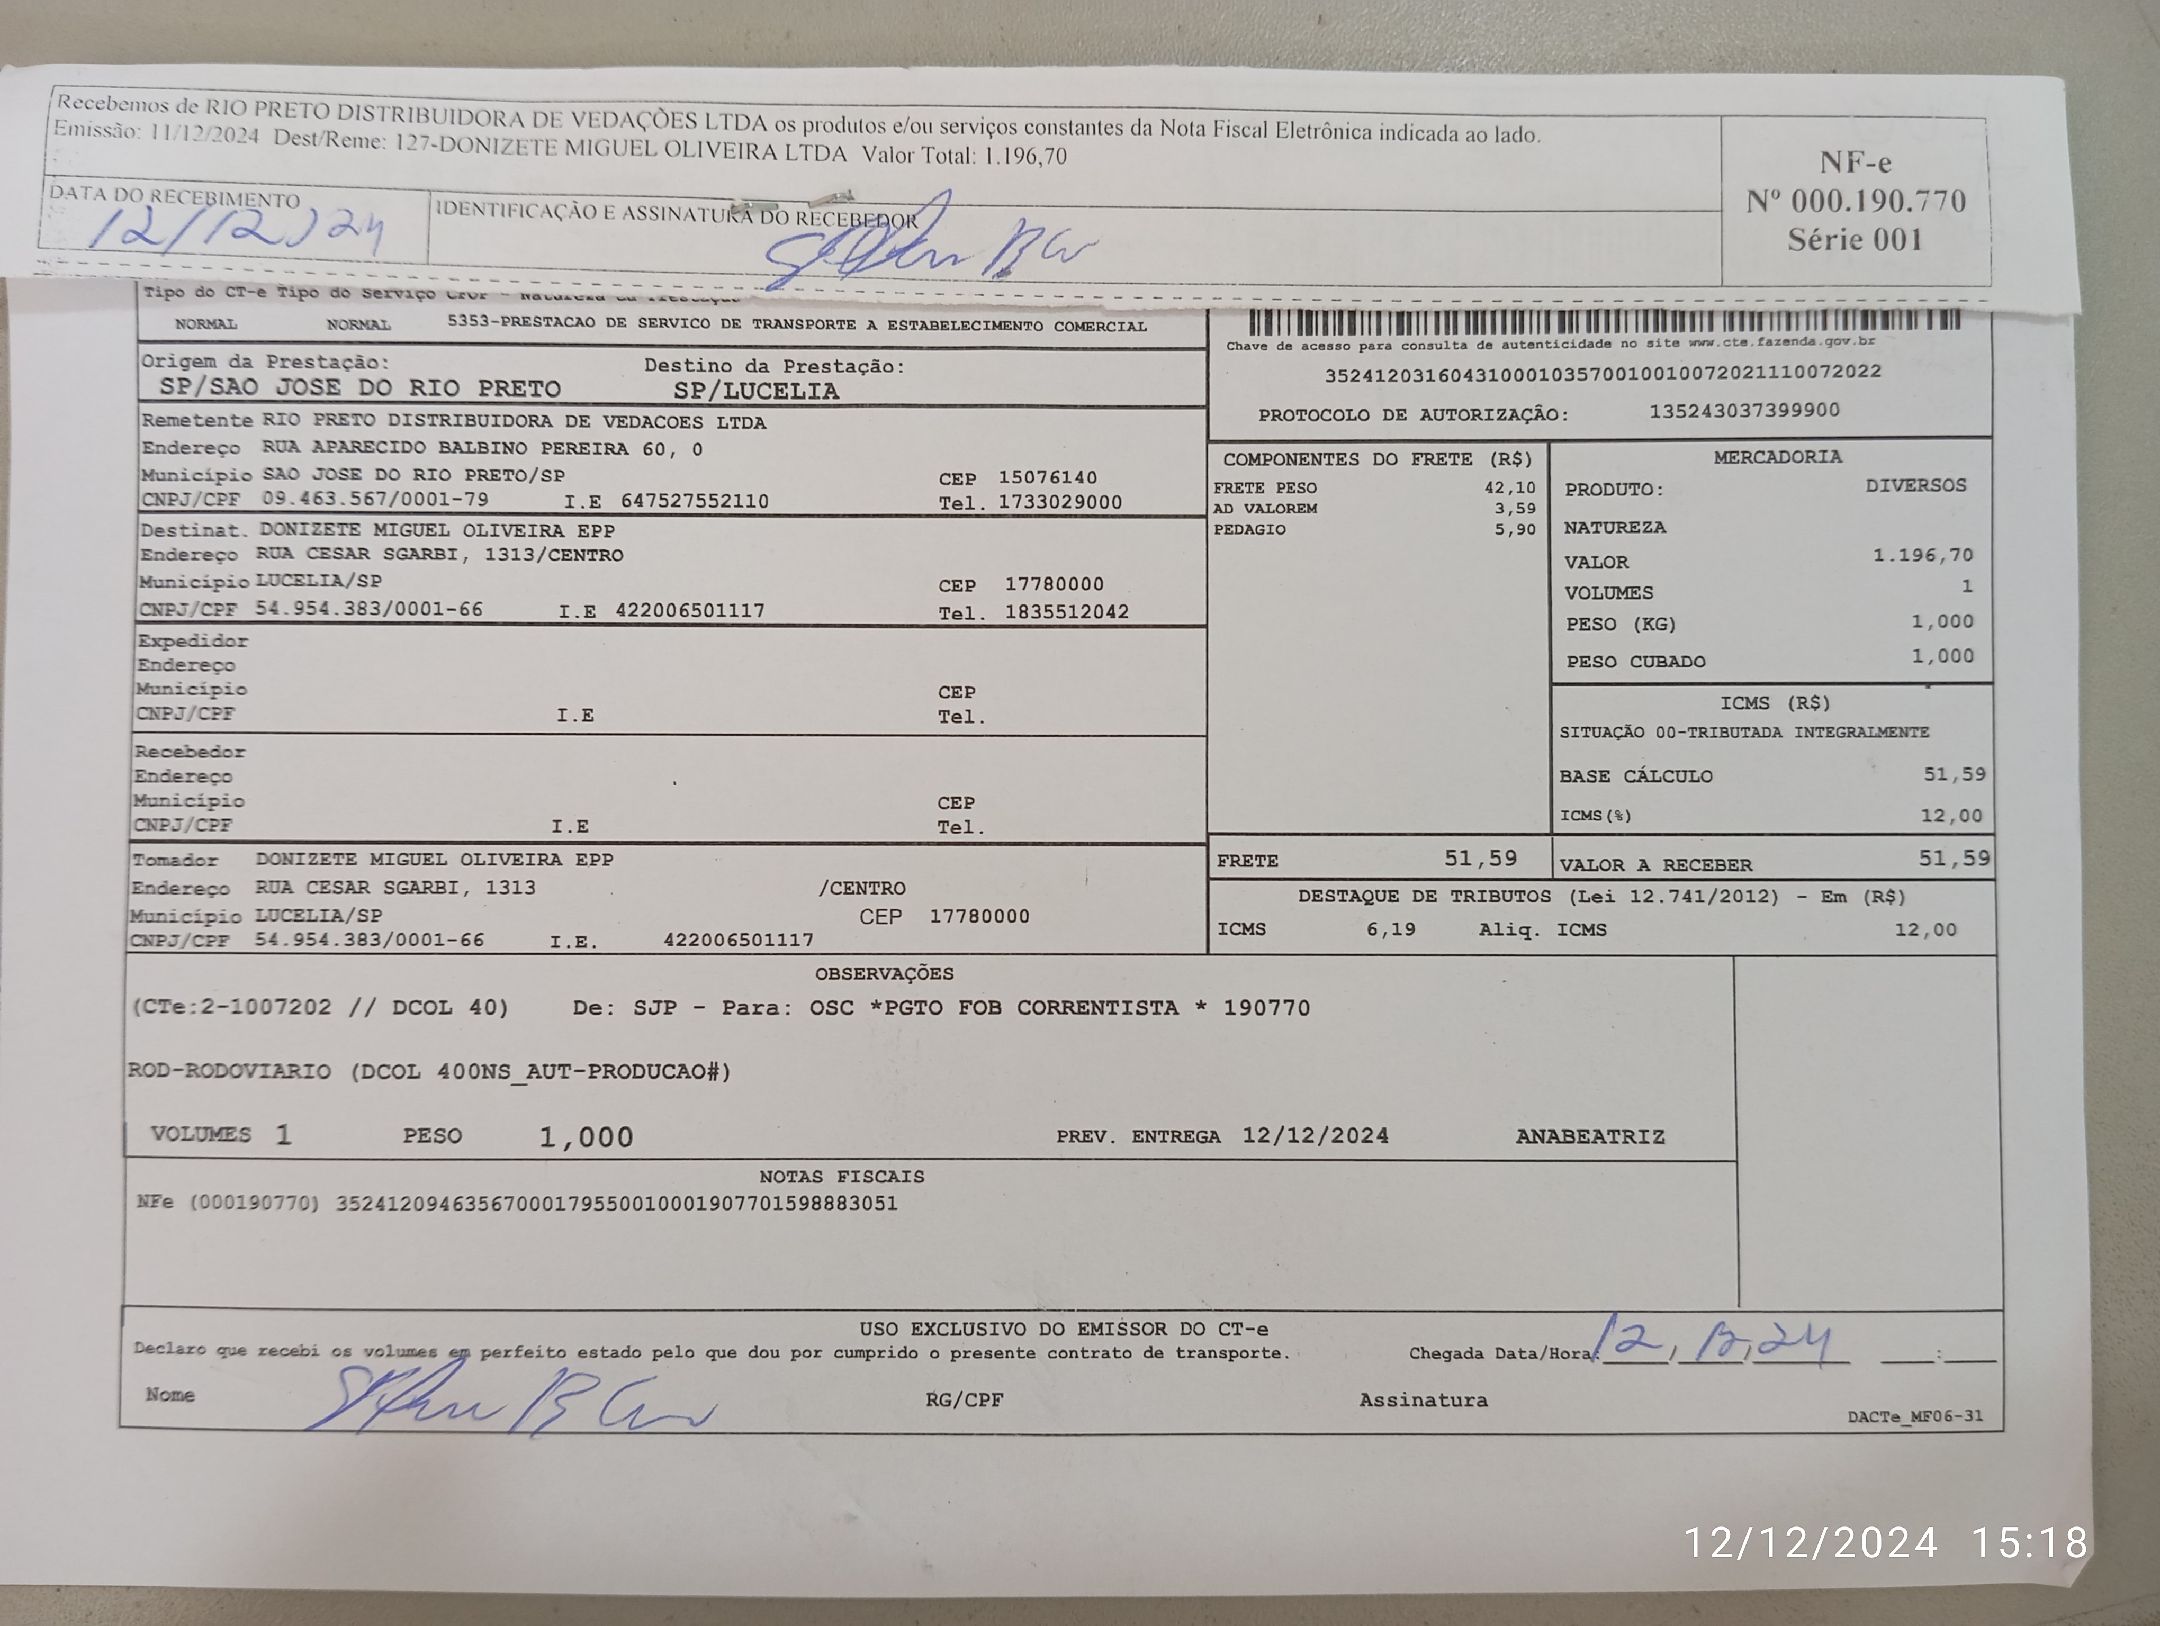 Recebemos de RIO PRETO DISTRIBUIDORA DE VEDAÇÕES LTDA os produtos e/ou serviços constantes da Nota Fiscal Eletrônica indicada ao lado.
Emissão: 11/12/2024 Dest/Reme: 127-DONIZETE MIGUEL OLIVEIRA LTDA Valor Total: 1.196,70
NF-e
Nº 000.190.770
Série 001
DATA DO RECEBIMENTO
12/12/24
IDENTIFICAÇÃO E ASSINATURA DO RECEBEDOR
Tipo do CT-e Tipo do Serviço
NORMAL NORMAL 5353-PRESTACAO DE SERVICO DE TRANSPORTE A ESTABELECIMENTO COMERCIAL
Chave de acesso para consulta de autenticidade no site www.cte.fazenda.gov.br
35241203160431000103570010010072021110072022
PROTOCOLO DE AUTORIZAÇÃO: 135243037399900
Origem da Prestação: Destino da Prestação:
SP/SAO JOSE DO RIO PRETO SP/LUCELIA
Remetente RIO PRETO DISTRIBUIDORA DE VEDACOES LTDA
Endereço RUA APARECIDO BALBINO PEREIRA 60, 0
Município SAO JOSE DO RIO PRETO/SP CEP 15076140
CNPJ/CPF 09.463.567/0001-79 I.E 647527552110 Tel. 1733029000
Destinat. DONIZETE MIGUEL OLIVEIRA EPP
Endereço RUA CESAR SGARBI, 1313/CENTRO
Município LUCELIA/SP CEP 17780000
CNPJ/CPF 54.954.383/0001-66 I.E 422006501117 Tel. 1835512042
Expedidor
Endereço
Município CEP
CNPJ/CPF I.E Tel.
Recebedor
Endereço
Município CEP
CNPJ/CPF I.E Tel.
Tomador DONIZETE MIGUEL OLIVEIRA EPP
Endereço RUA CESAR SGARBI, 1313 /CENTRO
Município LUCELIA/SP CEP 17780000
CNPJ/CPF 54.954.383/0001-66 I.E. 422006501117
COMPONENTES DO FRETE (R$)
FRETE PESO 42,10
AD VALOREM 3,59
PEDAGIO 5,90
MERCADORIA
PRODUTO: DIVERSOS
NATUREZA
VALOR 1.196,70
VOLUMES 1
PESO (KG) 1,000
PESO CUBADO 1,000
ICMS (R$)
SITUAÇÃO 00-TRIBUTADA INTEGRALMENTE
BASE CÁLCULO 51,59
ICMS(%) 12,00
FRETE 51,59 VALOR A RECEBER 51,59
DESTAQUE DE TRIBUTOS (Lei 12.741/2012) - Em (R$)
ICMS 6,19 Aliq. ICMS 12,00
OBSERVAÇÕES
(CTe:2-1007202 // DCOL 40) De: SJP - Para: OSC *PGTO FOB CORRENTISTA * 190770
ROD-RODOVIARIO (DCOL 400NS_AUT-PRODUCAO#)
VOLUMES 1 PESO 1,000 PREV. ENTREGA 12/12/2024 ANABEATRIZ
NOTAS FISCAIS
NFe (000190770) 35241209463567000179550010001907701598883051
USO EXCLUSIVO DO EMISSOR DO CT-e
Declaro que recebi os volumes em perfeito estado pelo que dou por cumprido o presente contrato de transporte. Chegada Data/Hora: 12, 12, 24 :
Nome RG/CPF Assinatura
DACTe_MF06-31
12/12/2024 15:18